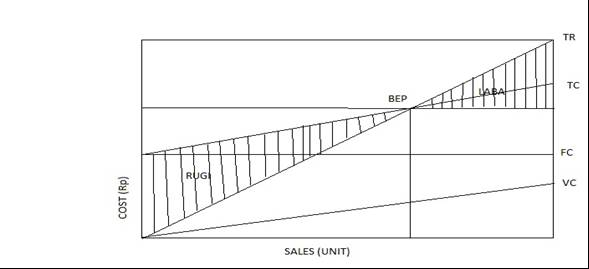 TR
TC
BEP
LABA
FC
RUGI
VC
COST (Rp)
SALES (UNIT)